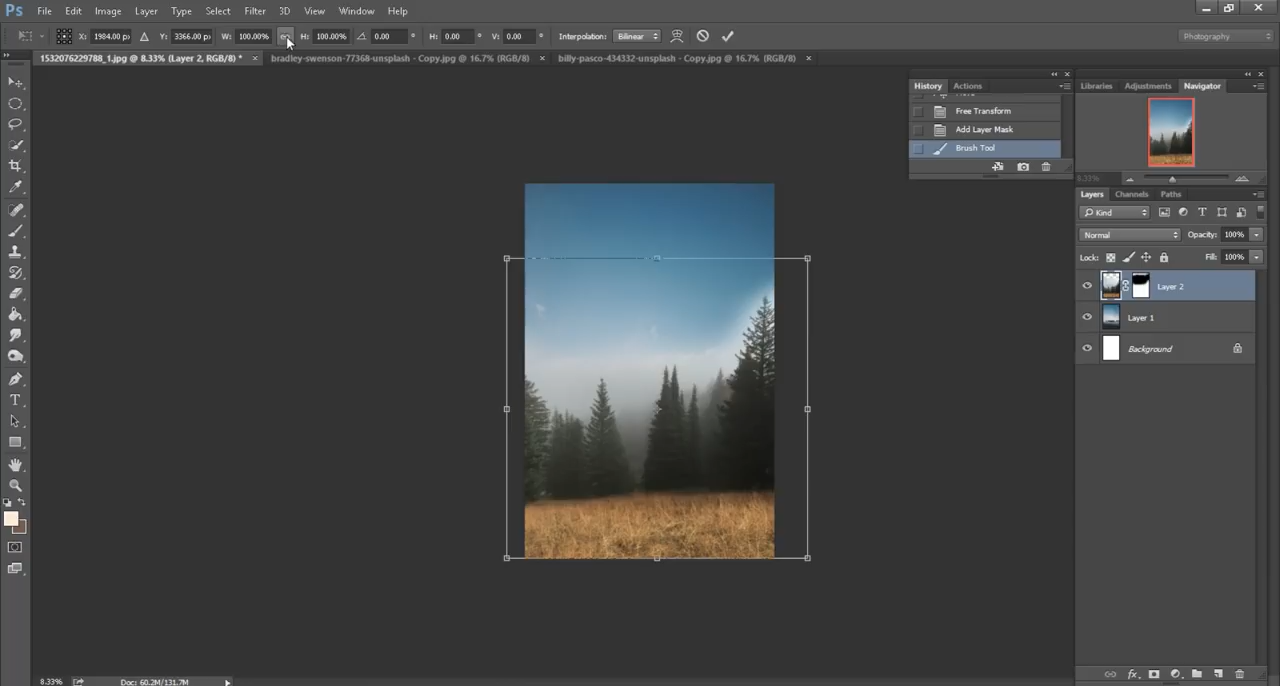 Ps File Edit Image Layer Type Select Filter 3D View Window Help
X: 1984.00 p> Y: 3366.00 p> W: 100.00% H: 100.00% 0.00 ° H: 0.00 ° V: 0.00 ° Interpolation: Bilinear Photography
1532076229788_1.jpg @ 8.33% (Layer 2, RGB/8) * × bradley-swenson-77368-unsplash - Copy.jpg @ 16.7% (RGB/8) × billy-pasco-434332-unsplash - Copy.jpg @ 16.7% (RGB/8) ×
History Actions
Free Transform
Add Layer Mask
Brush Tool
Libraries Adjustments Navigator
8.33%
Layers Channels Paths
Kind
Normal Opacity: 100%
Lock: Fill: 100%
Layer 2
Layer 1
Background
8.33% Doc: 60.2M/131.7M